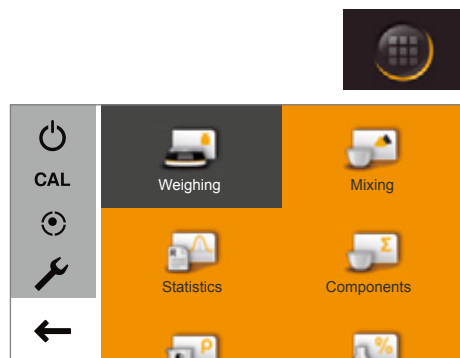 Weighing Mixing
CAL
Statistics Components
Σ
ρ %